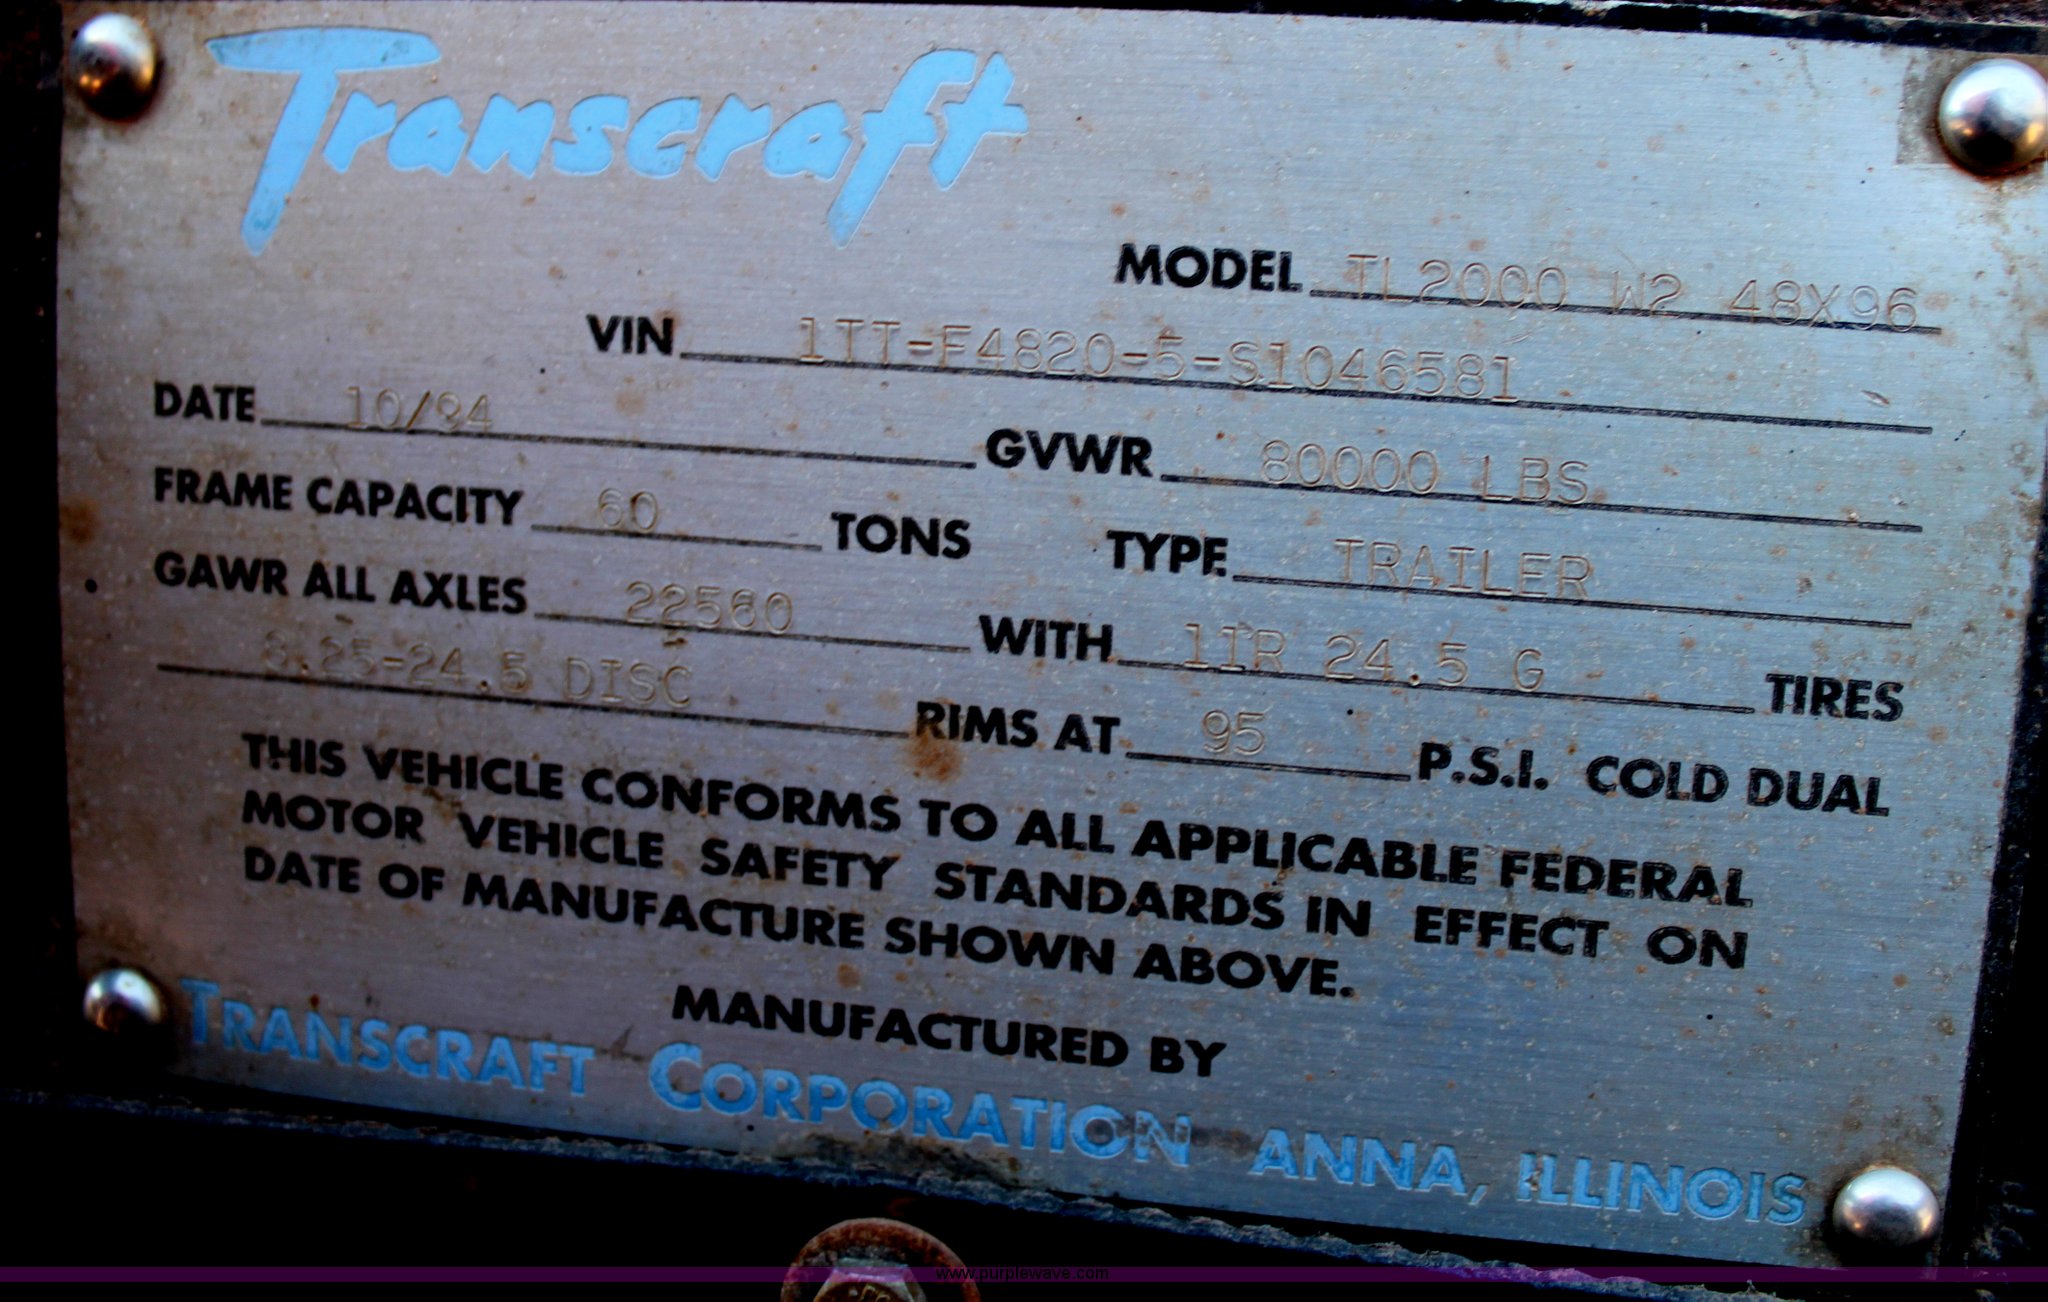 Transcraft
MODEL TL2000 W2 48X96
VIN 1TT-F4820-5-S1046581
DATE 10/94 GVWR 80000 LBS
FRAME CAPACITY 60 TONS TYPE TRAILER
GAWR ALL AXLES 22560 WITH 11R 24.5 G TIRES
8.25-24.5 DISC RIMS AT 95 P.S.I. COLD DUAL
THIS VEHICLE CONFORMS TO ALL APPLICABLE FEDERAL
MOTOR VEHICLE SAFETY STANDARDS IN EFFECT ON
DATE OF MANUFACTURE SHOWN ABOVE.
MANUFACTURED BY
TRANSCRAFT CORPORATION ANNA, ILLINOIS
www.purplewave.com